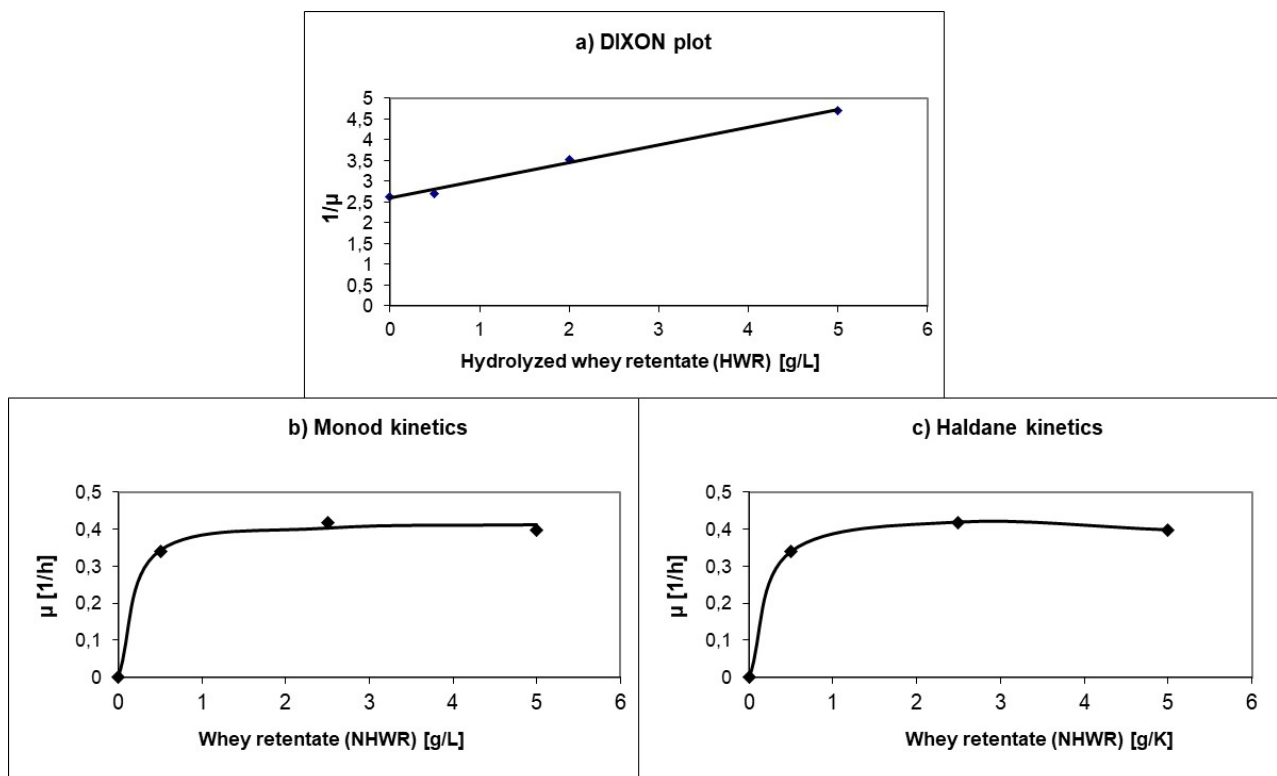 a) DIXON plot
5
4,5
4
3,5
3
2,5
2
1,5
1
0,5
0
1/µ
0 1 2 3 4 5 6
Hydrolyzed whey retentate (HWR) [g/L]
b) Monod kinetics
0,5
0,4
0,3
0,2
0,1
0
µ [1/h]
0 1 2 3 4 5 6
Whey retentate (NHWR) [g/L]
c) Haldane kinetics
0,5
0,4
0,3
0,2
0,1
0
µ [1/h]
0 1 2 3 4 5 6
Whey retentate (NHWR) [g/K]